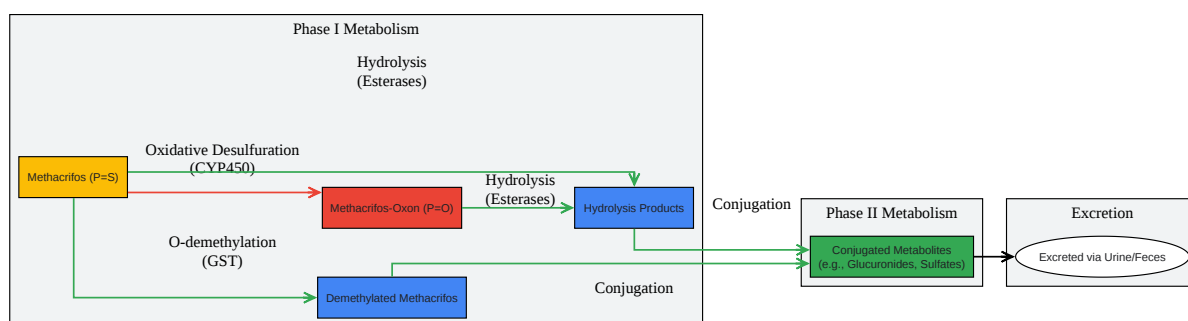 Phase I Metabolism
Hydrolysis
(Esterases)
Oxidative Desulfuration
(CYP450)
Methacrifos (P=S)
Hydrolysis
(Esterases)
Methacrifos-Oxon (P=O)
Hydrolysis Products
O-demethylation
(GST)
Demethylated Methacrifos
Conjugation
Conjugation
Phase II Metabolism
Conjugated Metabolites
(e.g., Glucuronides, Sulfates)
Excretion
Excreted via Urine/Feces